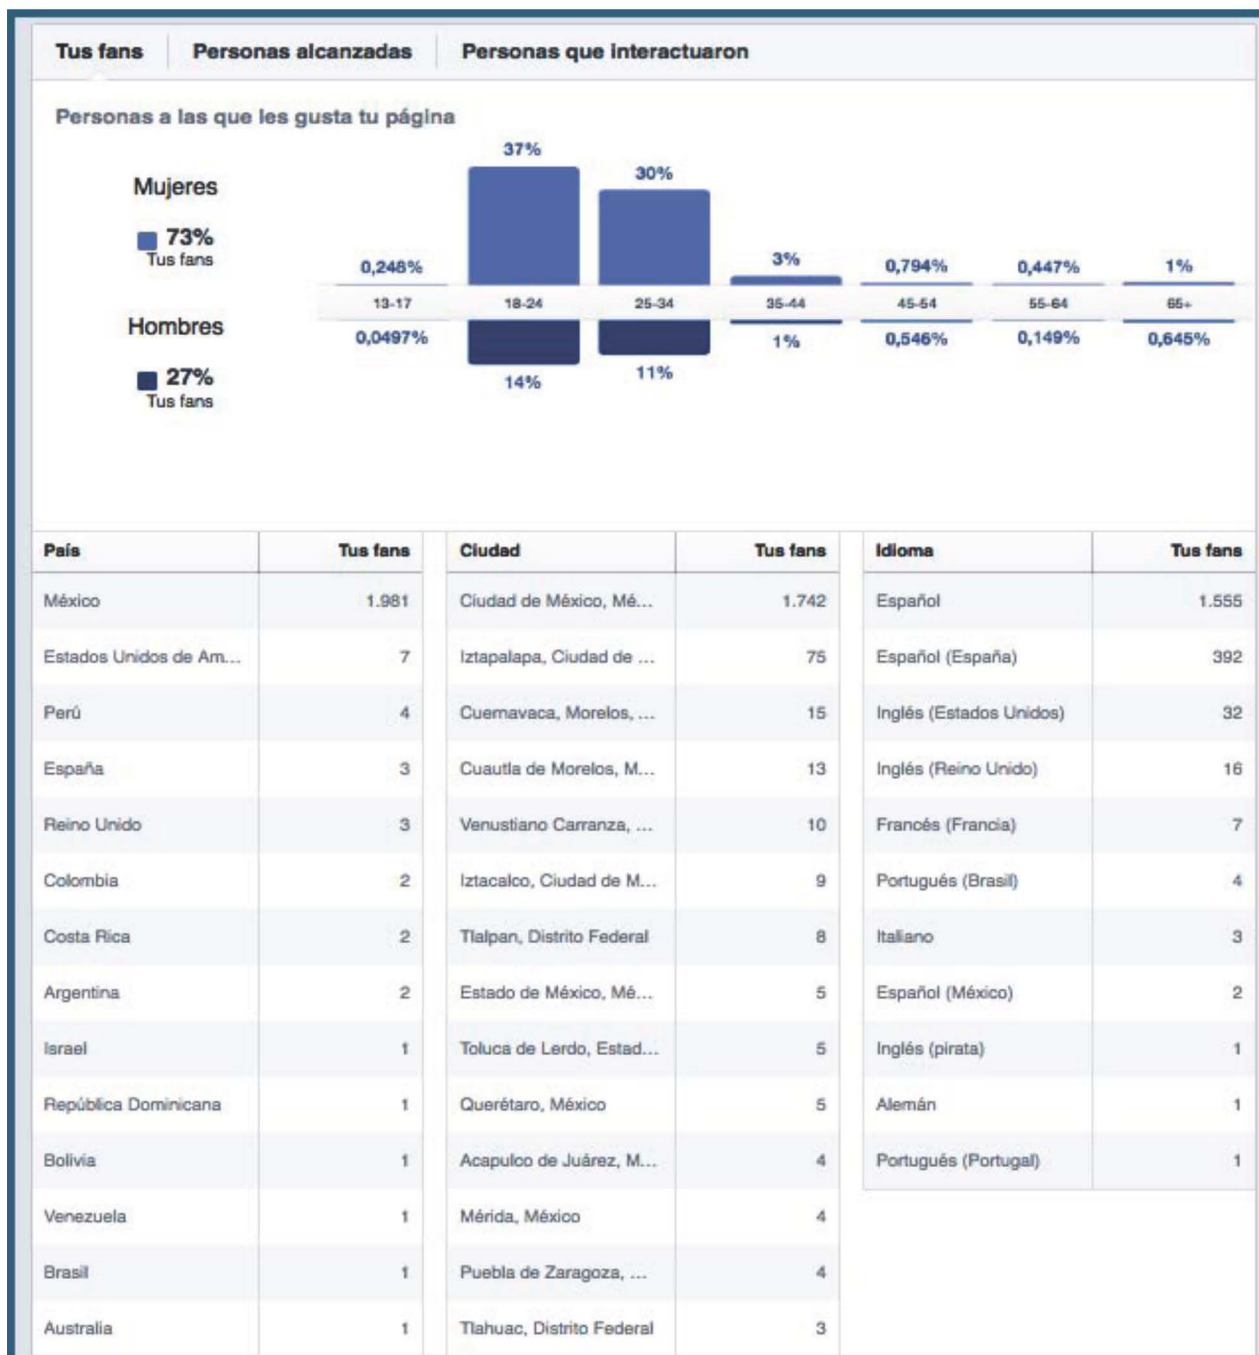 Tus fans Personas alcanzadas Personas que interactuaron
Personas a las que les gusta tu página
Mujeres
73%
Tus fans
Hombres
27%
Tus fans
0,248% 37% 30% 3% 0,794% 0,447% 1%
13-17 18-24 25-34 35-44 45-54 55-64 65+
0,0497% 14% 11% 1% 0,546% 0,149% 0,645%
País Tus fans
México 1.981
Estados Unidos de Am... 7
Perú 4
España 3
Reino Unido 3
Colombia 2
Costa Rica 2
Argentina 2
Israel 1
República Dominicana 1
Bolivia 1
Venezuela 1
Brasil 1
Australia 1
Ciudad Tus fans
Ciudad de México, Mé... 1.742
Iztapalapa, Ciudad de ... 75
Cuernavaca, Morelos, ... 15
Cuautla de Morelos, M... 13
Venustiano Carranza, ... 10
Iztacalco, Ciudad de M... 9
Tlalpan, Distrito Federal 8
Estado de México, Mé... 5
Toluca de Lerdo, Estad... 5
Querétaro, México 5
Acapulco de Juárez, M... 4
Mérida, México 4
Puebla de Zaragoza, ... 4
Tlahuac, Distrito Federal 3
Idioma Tus fans
Español 1.555
Español (España) 392
Inglés (Estados Unidos) 32
Inglés (Reino Unido) 16
Francés (Francia) 7
Portugués (Brasil) 4
Italiano 3
Español (México) 2
Inglés (pirata) 1
Alemán 1
Portugués (Portugal) 1